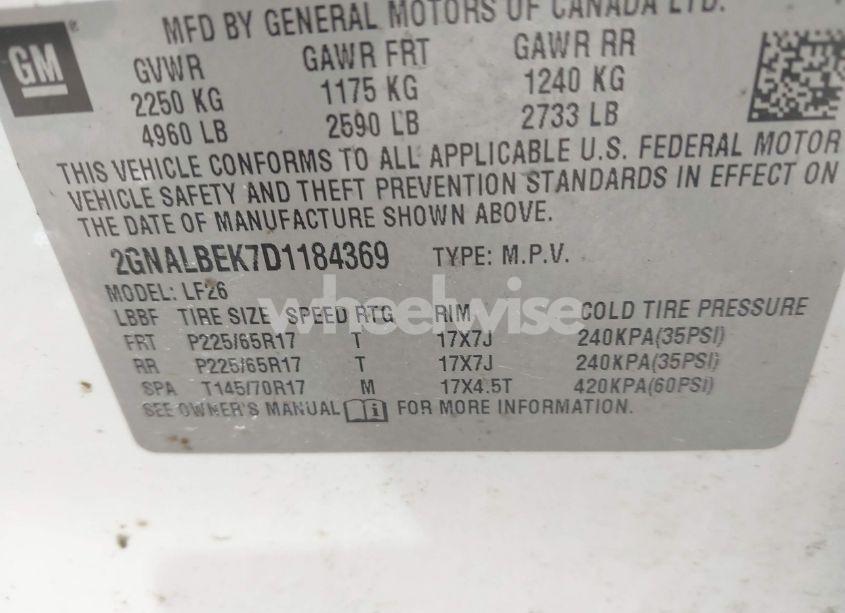 MFD BY GENERAL MOTORS OF CANADA LTD.
GM ®
GVWR GAWR FRT GAWR RR
2250 KG 1175 KG 1240 KG
4960 LB 2590 LB 2733 LB
THIS VEHICLE CONFORMS TO ALL APPLICABLE U.S. FEDERAL MOTOR
VEHICLE SAFETY AND THEFT PREVENTION STANDARDS IN EFFECT ON
THE DATE OF MANUFACTURE SHOWN ABOVE.
2GNALBEK7D1184369 TYPE: M.P.V.
MODEL: LF26
wheelwise
LBBF TIRE SIZE SPEED RTG RIM COLD TIRE PRESSURE
FRT P225/65R17 T 17X7J 240KPA(35PSI)
RR P225/65R17 T 17X7J 240KPA(35PSI)
SPA T145/70R17 M 17X4.5T 420KPA(60PSI)
SEE OWNER'S MANUAL i FOR MORE INFORMATION.